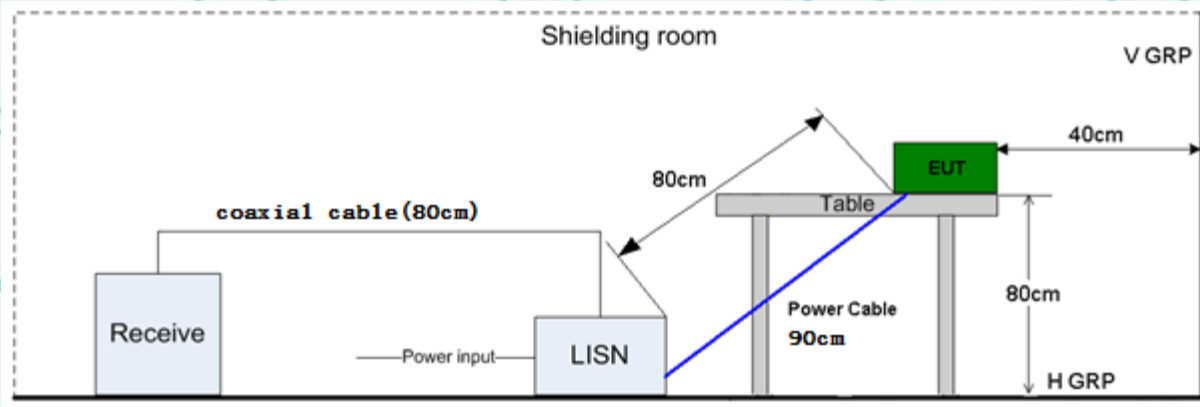 Shielding room
V GRP
40cm
EUT
80cm
Table
coaxial cable(80cm)
80cm
Power Cable
90cm
Receive
Power input
LISN
H GRP